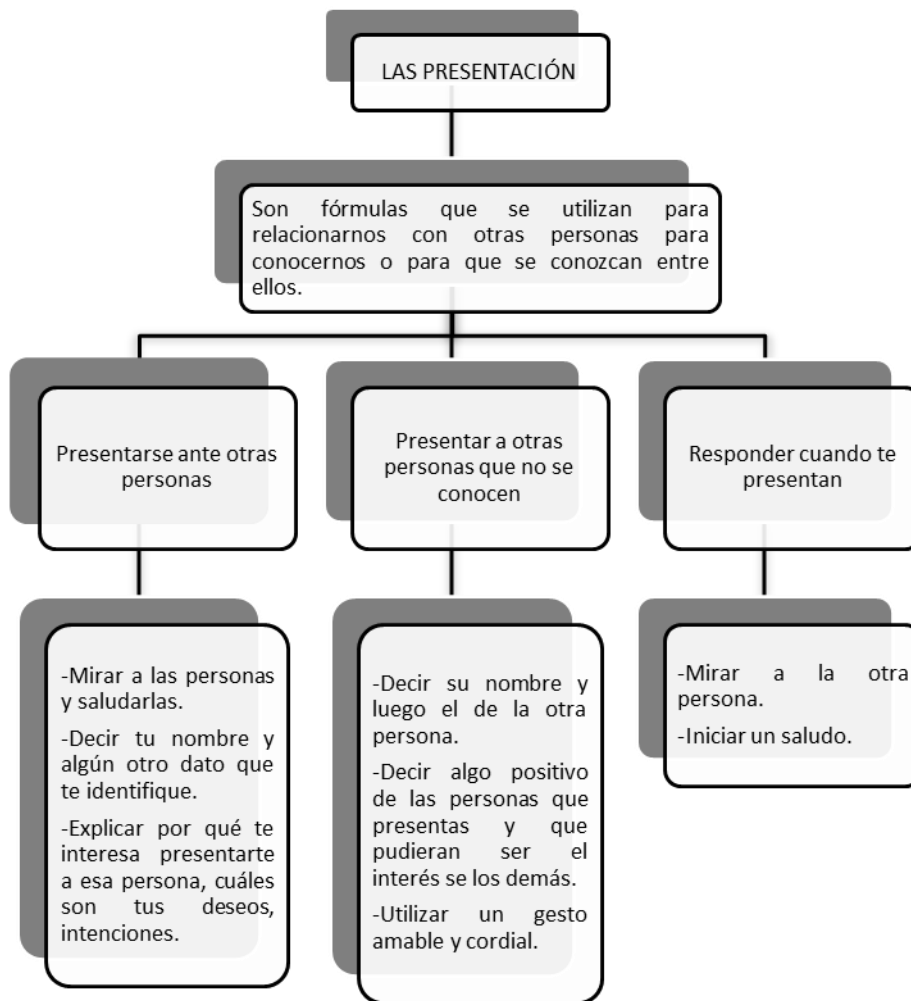 LAS PRESENTACIÓN
Son fórmulas que se utilizan para
relacionarnos con otras personas para
conocernos o para que se conozcan entre
ellos.
Presentarse ante otras
personas
Presentar a otras
personas que no se
conocen
Responder cuando te
presentan
-Mirar a las personas
y saludarlas.
-Decir tu nombre y
algún otro dato que
te identifique.
-Explicar por qué te
interesa presentarte
a esa persona, cuáles
son tus deseos,
intenciones.
-Decir su nombre y
luego el de la otra
persona.
-Decir algo positivo
de las personas que
presentas y que
pudieran ser el
interés se los demás.
-Utilizar un gesto
amable y cordial.
-Mirar a la otra
persona.
-Iniciar un saludo.